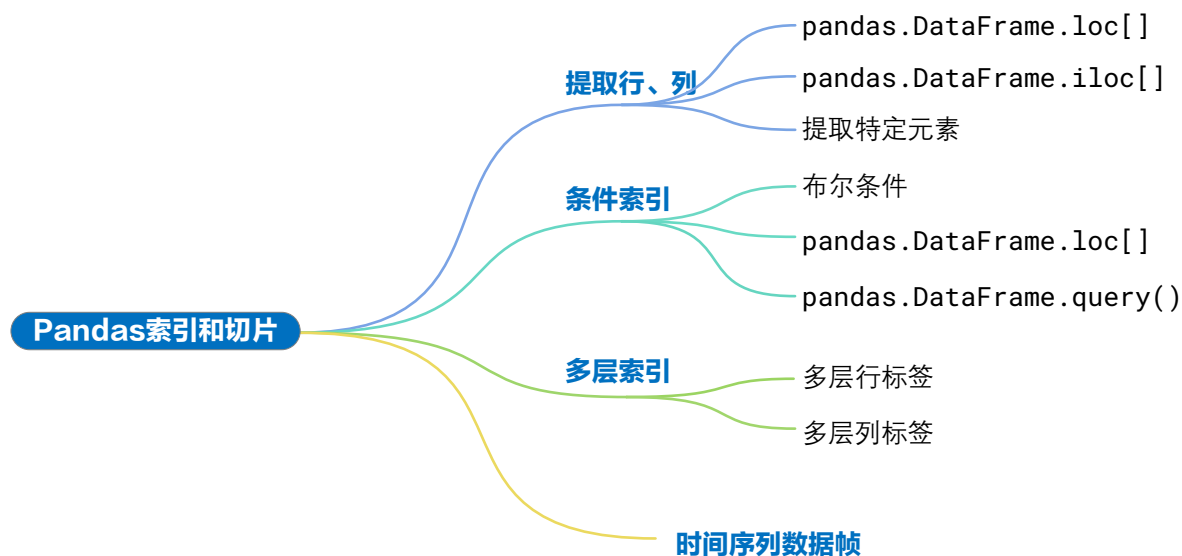 Pandas索引和切片
提取行、列
pandas.DataFrame.loc[]
pandas.DataFrame.iloc[]
提取特定元素
条件索引
布尔条件
pandas.DataFrame.loc[]
pandas.DataFrame.query()
多层索引
多层行标签
多层列标签
时间序列数据帧